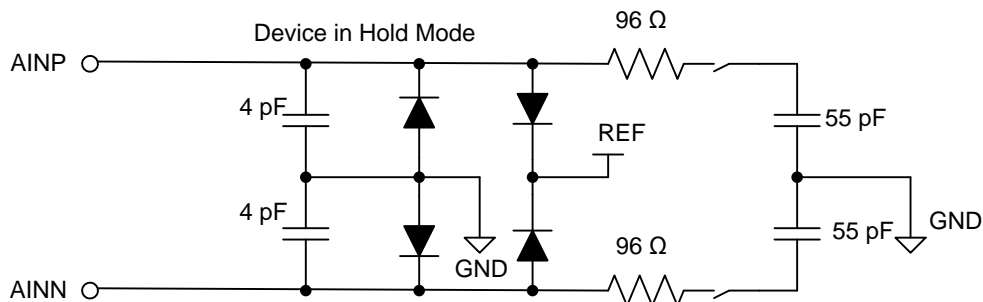 96 Ω
Device in Hold Mode
AINP
4 pF
55 pF
REF
4 pF
GND
55 pF
GND
96 Ω
AINN